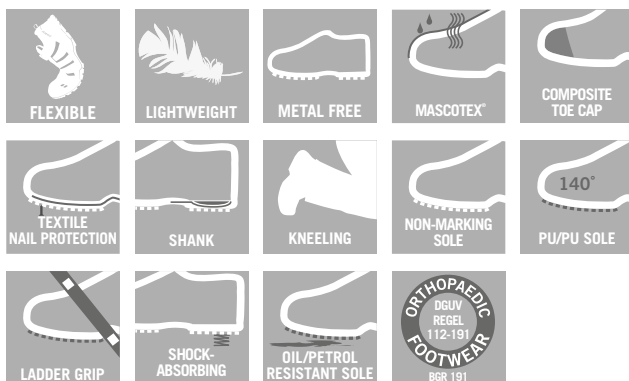 FLEXIBLE
LIGHTWEIGHT
METAL FREE
MASCOTEX®
COMPOSITE
TOE CAP
TEXTILE
NAIL PROTECTION
SHANK
KNEELING
NON-MARKING
SOLE
140°
PU/PU SOLE
LADDER GRIP
SHOCK-
ABSORBING
OIL/PETROL
RESISTANT SOLE
ORTHOPAEDIC
DGUV
REGEL
112-191
FOOTWEAR
BGR 191